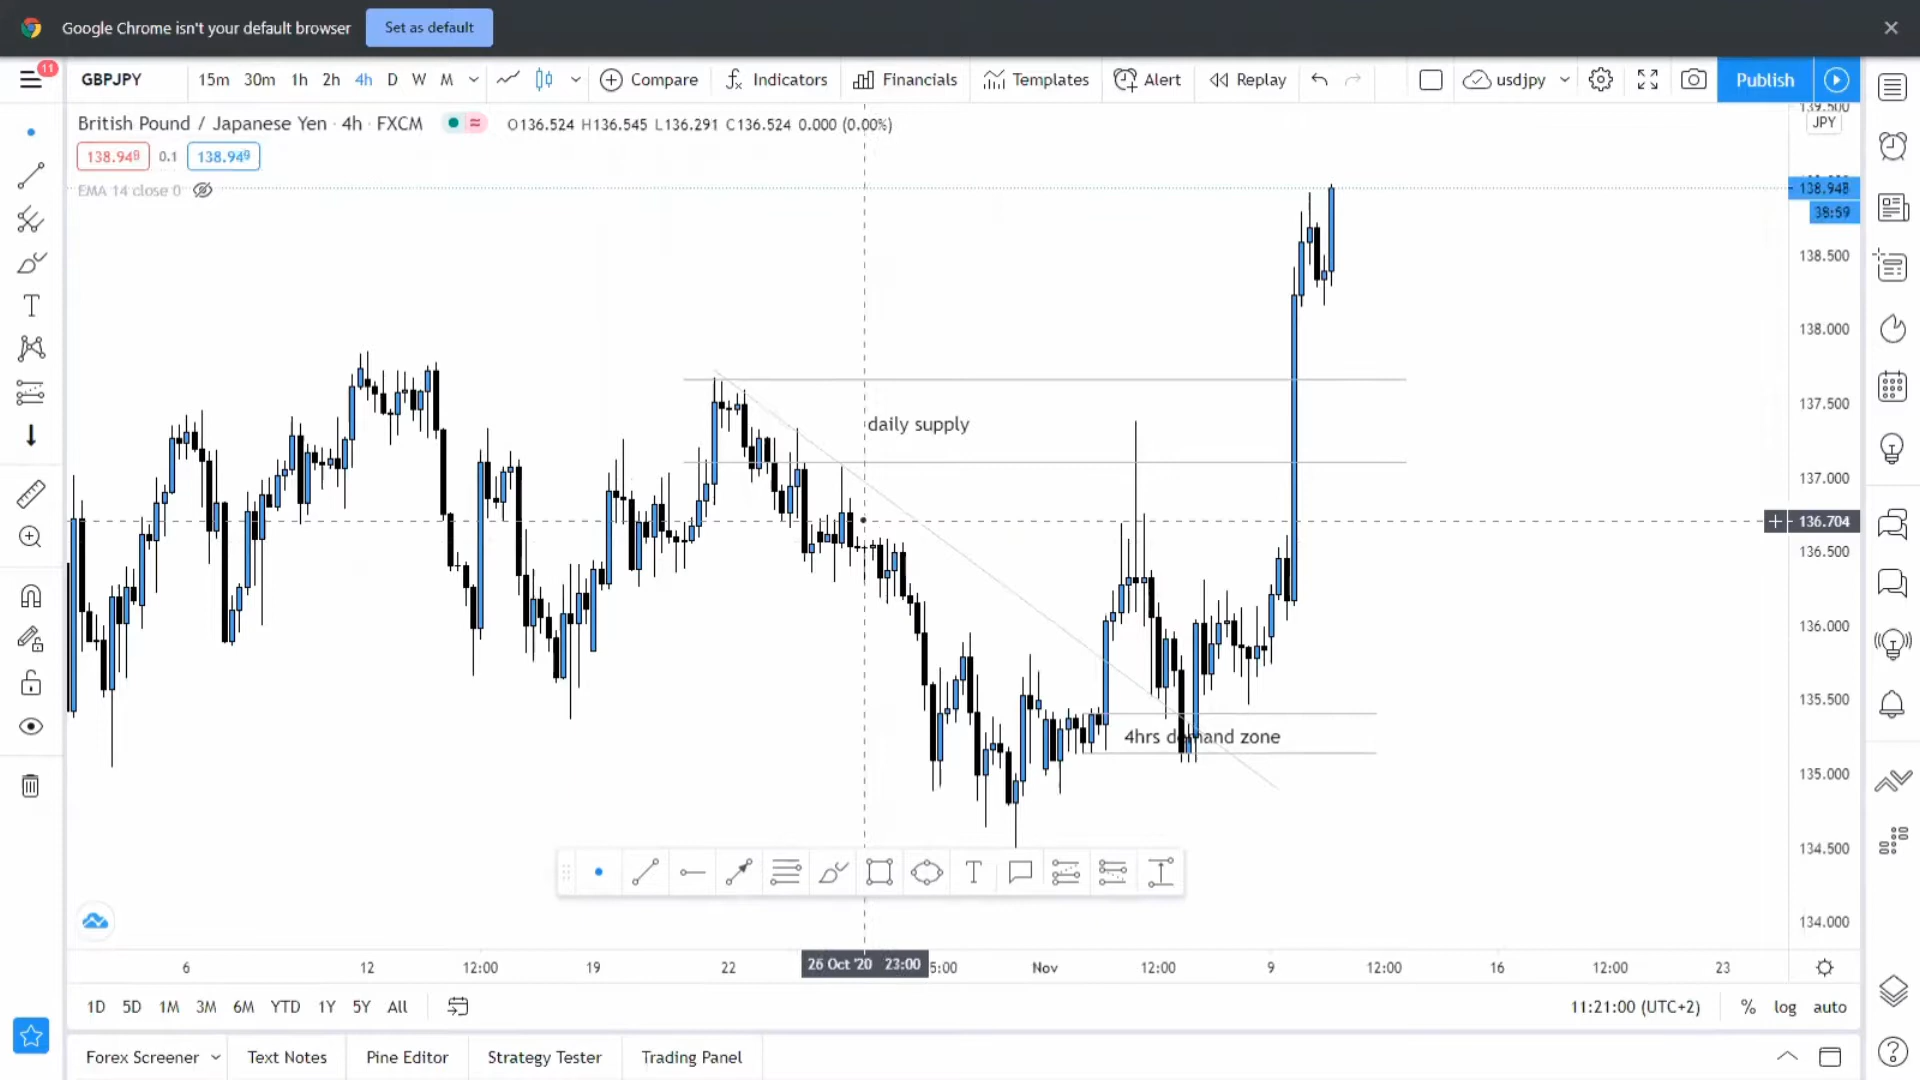 Google Chrome isn't your default browser Set as default
11
GBPJPY 15m 30m 1h 2h 4h D W M Compare Indicators Financials Templates Alert Replay usdjpy Publish
British Pound / Japanese Yen · 4h · FXCM O136.524 H136.545 L136.291 C136.524 0.000 (0.00%)
139.500
JPY
138.948 0.1 138.949
EMA 14 close 0
138.948
38:59
138.500
138.000
137.500
daily supply
137.000
136.704
136.500
136.000
135.500
4hrs demand zone
135.000
134.500
134.000
6 12 12:00 19 22 26 Oct '20 23:00 5:00 Nov 12:00 9 12:00 16 12:00 23
1D 5D 1M 3M 6M YTD 1Y 5Y All 11:21:00 (UTC+2) % log auto
Forex Screener Text Notes Pine Editor Strategy Tester Trading Panel